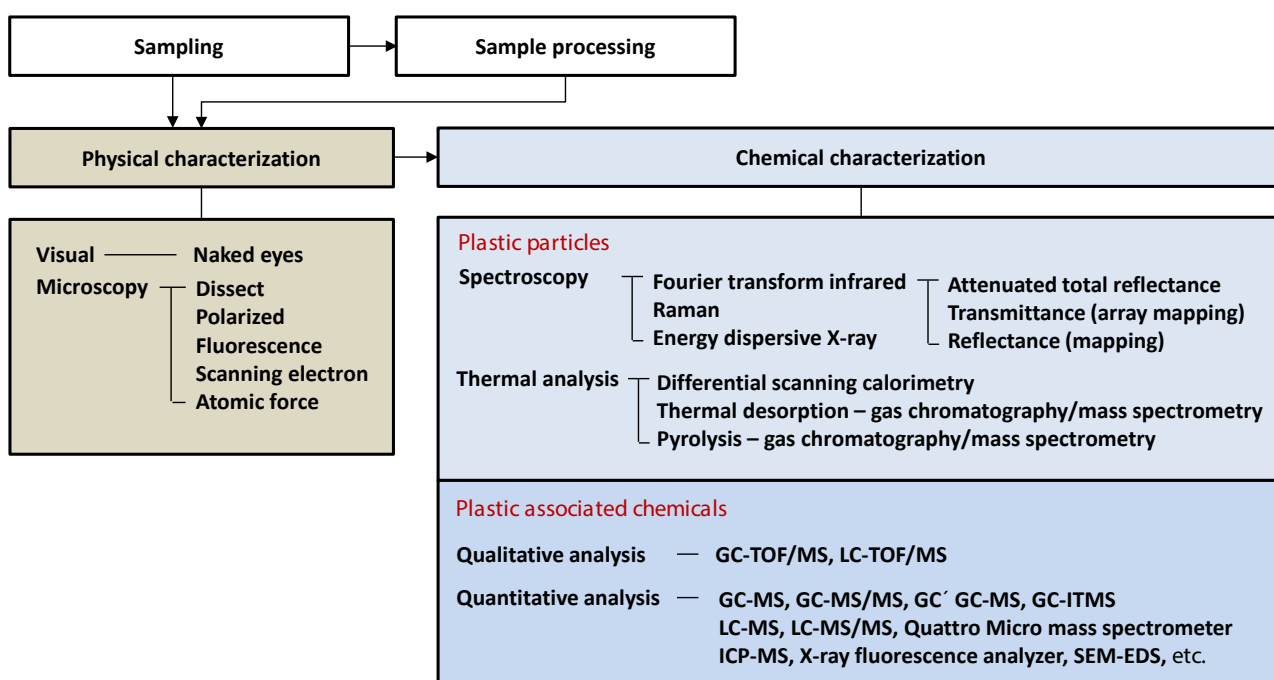 Sampling
Sample processing
Physical characterization
Chemical characterization
Visual
Naked eyes
Microscopy
Dissect
Polarized
Fluorescence
Scanning electron
Atomic force
Plastic particles
Spectroscopy
Fourier transform infrared
Raman
Energy dispersive X-ray
Attenuated total reflectance
Transmittance (array mapping)
Reflectance (mapping)
Thermal analysis
Differential scanning calorimetry
Thermal desorption – gas chromatography/mass spectrometry
Pyrolysis – gas chromatography/mass spectrometry
Plastic associated chemicals
Qualitative analysis
GC-TOF/MS, LC-TOF/MS
Quantitative analysis
GC-MS, GC-MS/MS, GC´ GC-MS, GC-ITMS
LC-MS, LC-MS/MS, Quattro Micro mass spectrometer
ICP-MS, X-ray fluorescence analyzer, SEM-EDS, etc.